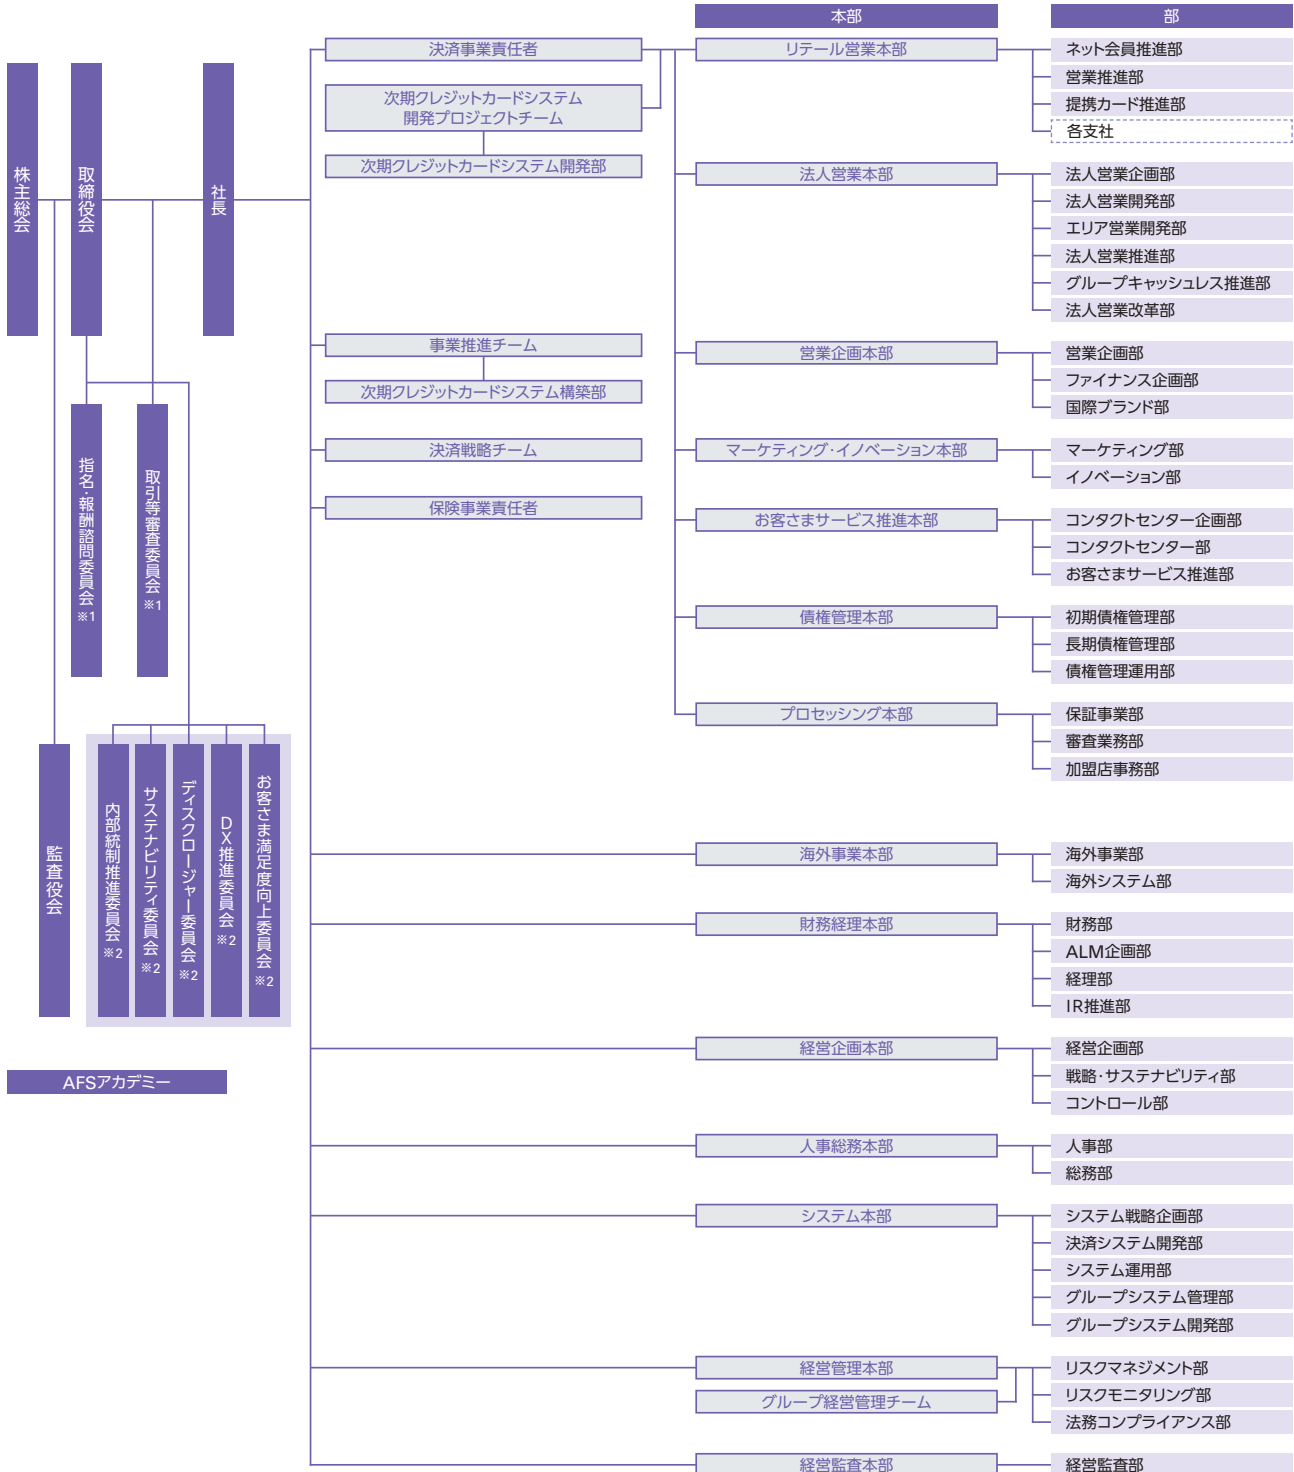 本部
部
株主総会
取締役会
社長
指名・報酬諮問委員会 ※1
取引等審査委員会 ※1
監査役会
内部統制推進委員会 ※2
サステナビリティ委員会 ※2
ディスクロージャー委員会 ※2
DX推進委員会 ※2
お客さま満足度向上委員会 ※2
AFSアカデミー
決済事業責任者
次期クレジットカードシステム
開発プロジェクトチーム
次期クレジットカードシステム開発部
事業推進チーム
次期クレジットカードシステム構築部
決済戦略チーム
保険事業責任者
リテール営業本部
ネット会員推進部
営業推進部
提携カード推進部
各支社
法人営業本部
法人営業企画部
法人営業開発部
エリア営業開発部
法人営業推進部
グループキャッシュレス推進部
法人営業改革部
営業企画本部
営業企画部
ファイナンス企画部
国際ブランド部
マーケティング・イノベーション本部
マーケティング部
イノベーション部
お客さまサービス推進本部
コンタクトセンター企画部
コンタクトセンター部
お客さまサービス推進部
債権管理本部
初期債権管理部
長期債権管理部
債権管理運用部
プロセッシング本部
保証事業部
審査業務部
加盟店事務部
海外事業本部
海外事業部
海外システム部
財務経理本部
財務部
ALM企画部
経理部
IR推進部
経営企画本部
経営企画部
戦略・サステナビリティ部
コントロール部
人事総務本部
人事部
総務部
システム本部
システム戦略企画部
決済システム開発部
システム運用部
グループシステム管理部
グループシステム開発部
経営管理本部
グループ経営管理チーム
リスクマネジメント部
リスクモニタリング部
法務コンプライアンス部
経営監査本部
経営監査部